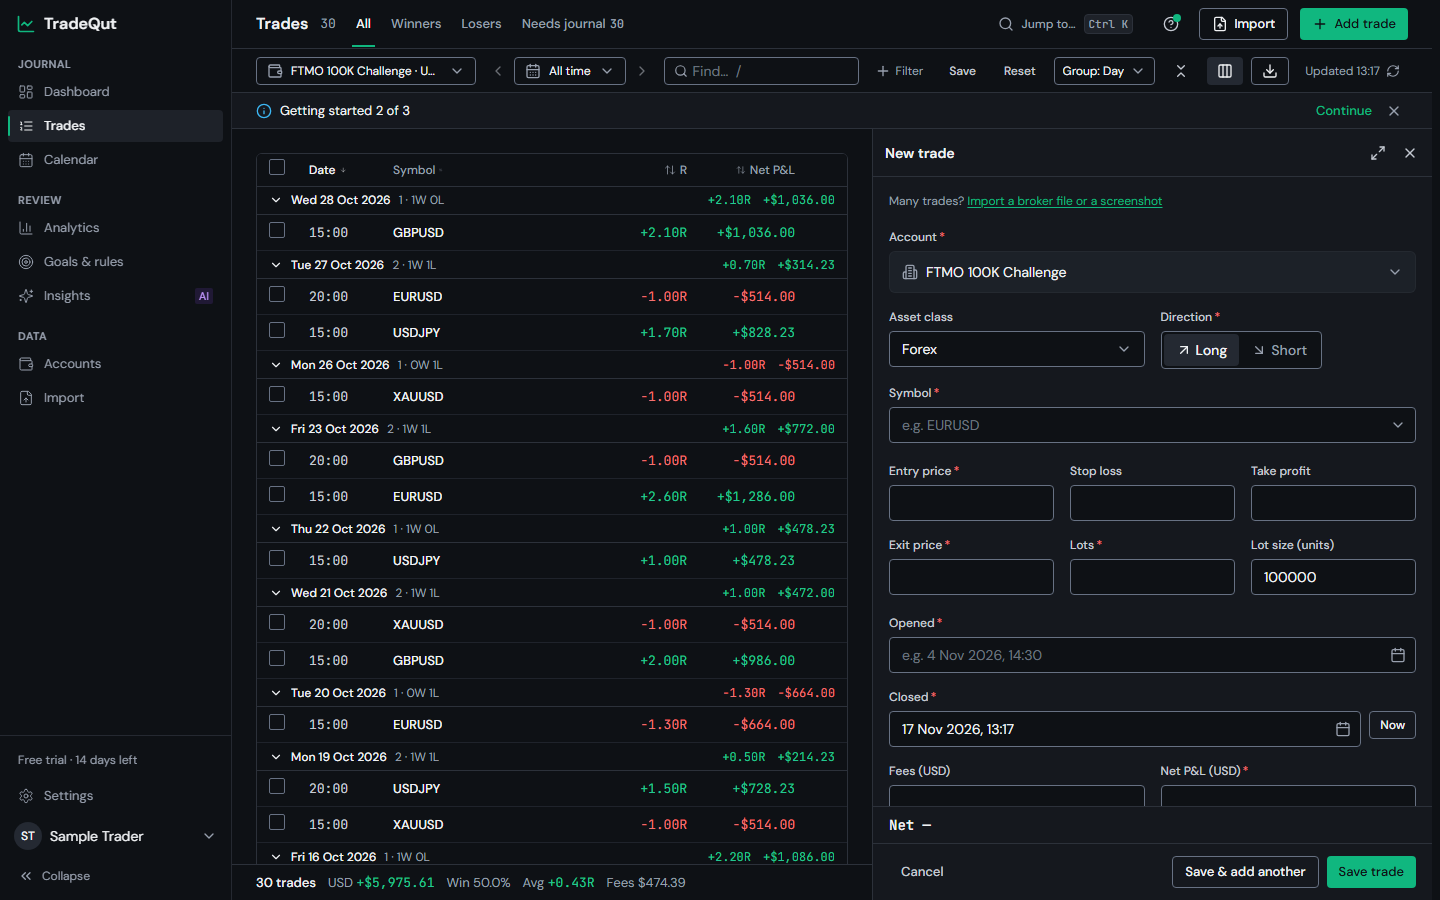 TradeQut
JOURNAL
Dashboard
Trades
Calendar
REVIEW
Analytics
Goals & rules
Insights AI
DATA
Accounts
Import
Free trial · 14 days left
Settings
ST Sample Trader
Collapse
Trades 30 All Winners Losers Needs journal 30
Jump to... Ctrl K Import Add trade
FTMO 100K Challenge · U... All time Find... / Filter Save Reset Group: Day Updated 13:17
Getting started 2 of 3 Continue
Date Symbol R Net P&L
Wed 28 Oct 2026 1 · 1W 0L +2.10R +$1,036.00
15:00 GBPUSD +2.10R +$1,036.00
Tue 27 Oct 2026 2 · 1W 1L +0.70R +$314.23
20:00 EURUSD -1.00R -$514.00
15:00 USDJPY +1.70R +$828.23
Mon 26 Oct 2026 1 · 0W 1L -1.00R -$514.00
15:00 XAUUSD -1.00R -$514.00
Fri 23 Oct 2026 2 · 1W 1L +1.60R +$772.00
20:00 GBPUSD -1.00R -$514.00
15:00 EURUSD +2.60R +$1,286.00
Thu 22 Oct 2026 1 · 1W 0L +1.00R +$478.23
15:00 USDJPY +1.00R +$478.23
Wed 21 Oct 2026 2 · 1W 1L +1.00R +$472.00
20:00 XAUUSD -1.00R -$514.00
15:00 GBPUSD +2.00R +$986.00
Tue 20 Oct 2026 1 · 0W 1L -1.30R -$664.00
15:00 EURUSD -1.30R -$664.00
Mon 19 Oct 2026 2 · 1W 1L +0.50R +$214.23
20:00 USDJPY +1.50R +$728.23
15:00 XAUUSD -1.00R -$514.00
Fri 16 Oct 2026 1 · 1W 0L +2.20R +$1,086.00
30 trades USD +$5,975.61 Win 50.0% Avg +0.43R Fees $474.39
New trade
Many trades? Import a broker file or a screenshot
Account *
FTMO 100K Challenge
Asset class Direction *
Forex Long Short
Symbol *
e.g. EURUSD
Entry price * Stop loss Take profit
Exit price * Lots * Lot size (units)
100000
Opened *
e.g. 4 Nov 2026, 14:30
Closed *
17 Nov 2026, 13:17 Now
Fees (USD) Net P&L (USD) *
Net —
Cancel Save & add another Save trade